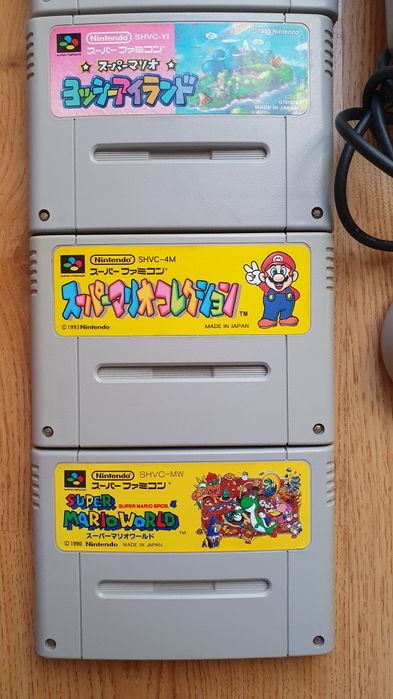 Nintendo SHVC-YI
スーパーファミコン
©1995 Nintendo
スーパーマリオ
ヨッシーアイランド
MADE IN JAPAN
Nintendo SHVC-4M
スーパーファミコン
スーパーマリオコレクション
TM
©1993 Nintendo
MADE IN JAPAN
Nintendo SHVC-MW
スーパーファミコン
SUPER SUPER MARIO BROS. 4
MARIO WORLD
TM
スーパーマリオワールド
©1990 Nintendo MADE IN JAPAN